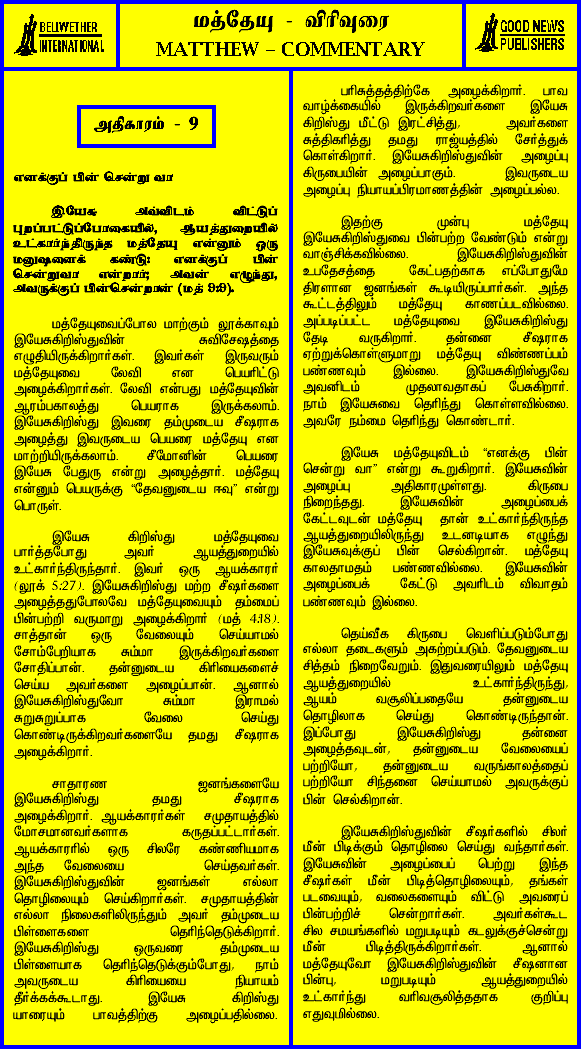 BELLWETHER
INTERNATIONAL
மத்தேயு - விரிவுரை
MATTHEW – COMMENTARY
GOOD NEWS
PUBLISHERS
அதிகாரம் - 9
எனக்குப் பின் சென்று வா
இயேசு அவ்விடம் விட்டுப்
புறப்பட்டுப்போகையில், ஆயத்துறையில்
உட்கார்ந்திருந்த மத்தேயு என்னும் ஒரு
மனுஷனைக் கண்டு: எனக்குப் பின்
சென்றுவா என்றார்; அவன் எழுந்து,
அவருக்குப் பின்சென்றான் (மத் 9:9).
மத்தேயுவைப்போல மாற்கும் லூக்காவும்
இயேசுகிறிஸ்துவின் சுவிசேஷத்தை
எழுதியிருக்கிறார்கள். இவர்கள் இருவரும்
மத்தேயுவை லேவி என பெயரிட்டு
அழைக்கிறார்கள். லேவி என்பது மத்தேயுவின்
ஆரம்பகாலத்து பெயராக இருக்கலாம்.
இயேசுகிறிஸ்து இவரை தம்முடைய சீஷராக
அழைத்து இவருடைய பெயரை மத்தேயு என
மாற்றியிருக்கலாம். சீமோனின் பெயரை
இயேசு பேதுரு என்று அழைத்தார். மத்தேயு
என்னும் பெயருக்கு “தேவனுடைய ஈவு” என்று
பொருள்.
இயேசு கிறிஸ்து மத்தேயுவை
பார்த்தபோது அவர் ஆயத்துறையில்
உட்கார்ந்திருந்தார். இவர் ஒரு ஆயக்காரர்
(லூக் 5:27). இயேசுகிறிஸ்து மற்ற சீஷர்களை
அழைத்ததுபோலவே மத்தேயுவையும் தம்மைப்
பின்பற்றி வருமாறு அழைக்கிறார் (மத் 4:18).
சாத்தான் ஒரு வேலையும் செய்யாமல்
சோம்பேறியாக சும்மா இருக்கிறவர்களை
சோதிப்பான். தன்னுடைய கிரியைகளைச்
செய்ய அவர்களை அழைப்பான். ஆனால்
இயேசுகிறிஸ்துவோ சும்மா இராமல்
சுறுசுறுப்பாக வேலை செய்து
கொண்டிருக்கிறவர்களையே தமது சீஷராக
அழைக்கிறார்.
சாதாரண ஜனங்களையே
இயேசுகிறிஸ்து தமது சீஷராக
அழைக்கிறார். ஆயக்காரர்கள் சமுதாயத்தில்
மோசமானவர்களாக கருதப்பட்டார்கள்.
ஆயக்காரரில் ஒரு சிலரே கண்ணியமாக
அந்த வேலையை செய்தவர்கள்.
இயேசுகிறிஸ்துவின் ஜனங்கள் எல்லா
தொழிலையும் செய்கிறார்கள். சமுதாயத்தின்
எல்லா நிலைகளிலிருந்தும் அவர் தம்முடைய
பிள்ளைகளை தெரிந்தெடுக்கிறார்.
இயேசுகிறிஸ்து ஒருவரை தம்முடைய
பிள்ளையாக தெரிந்தெடுக்கும்போது, நாம்
அவருடைய கிரியையை நியாயம்
தீர்க்கக்கூடாது. இயேசு கிறிஸ்து
யாரையும் பாவத்திற்கு அழைப்பதில்லை.
பரிசுத்தத்திற்கே அழைக்கிறார். பாவ
வாழ்க்கையில் இருக்கிறவர்களை இயேசு
கிறிஸ்து மீட்டு இரட்சித்து, அவர்களை
சுத்திகரித்து தமது ராஜ்யத்தில் சேர்த்துக்
கொள்கிறார். இயேசுகிறிஸ்துவின் அழைப்பு
கிருபையின் அழைப்பாகும். இவருடைய
அழைப்பு நியாயப்பிரமாணத்தின் அழைப்பல்ல.
இதற்கு முன்பு மத்தேயு
இயேசுகிறிஸ்துவை பின்பற்ற வேண்டும் என்று
வாஞ்சிக்கவில்லை. இயேசுகிறிஸ்துவின்
உபதேசத்தை கேட்பதற்காக எப்போதுமே
திரளான ஜனங்கள் கூடியிருப்பார்கள். அந்த
கூட்டத்திலும் மத்தேயு காணப்படவில்லை.
அப்படிப்பட்ட மத்தேயுவை இயேசுகிறிஸ்து
தேடி வருகிறார். தன்னை சீஷராக
ஏற்றுக்கொள்ளுமாறு மத்தேயு விண்ணப்பம்
பண்ணவும் இல்லை. இயேசுகிறிஸ்துவே
அவனிடம் முதலாவதாகப் பேசுகிறார்.
நாம் இயேசுவை தெரிந்து கொள்ளவில்லை.
அவரே நம்மை தெரிந்து கொண்டார்.
இயேசு மத்தேயுவிடம் “எனக்கு பின்
சென்று வா” என்று கூறுகிறார். இயேசுவின்
அழைப்பு அதிகாரமுள்ளது. கிருபை
நிறைந்தது. இயேசுவின் அழைப்பைக்
கேட்டவுடன் மத்தேயு தான் உட்கார்ந்திருந்த
ஆயத்துறையிலிருந்து உடனடியாக எழுந்து
இயேசுவுக்குப் பின் செல்கிறான். மத்தேயு
காலதாமதம் பண்ணவில்லை. இயேசுவின்
அழைப்பைக் கேட்டு அவரிடம் விவாதம்
பண்ணவும் இல்லை.
தெய்வீக கிருபை வெளிப்படும்போது
எல்லா தடைகளும் அகற்றப்படும். தேவனுடைய
சித்தம் நிறைவேறும். இதுவரையிலும் மத்தேயு
ஆயத்துறையில் உட்கார்ந்திருந்து,
ஆயம் வசூலிப்பதையே தன்னுடைய
தொழிலாக செய்து கொண்டிருந்தான்.
இப்போது இயேசுகிறிஸ்து தன்னை
அழைத்தவுடன், தன்னுடைய வேலையைப்
பற்றியோ, தன்னுடைய வருங்காலத்தைப்
பற்றியோ சிந்தனை செய்யாமல் அவருக்குப்
பின் செல்கிறான்.
இயேசுகிறிஸ்துவின் சீஷர்களில் சிலர்
மீன் பிடிக்கும் தொழிலை செய்து வந்தார்கள்.
இயேசுவின் அழைப்பைப் பெற்று இந்த
சீஷர்கள் மீன் பிடித்தொழிலையும், தங்கள்
படவையும், வலைகளையும் விட்டு அவரைப்
பின்பற்றிச் சென்றார்கள். அவர்கள்கூட
சில சமயங்களில் மறுபடியும் கடலுக்குச்சென்று
மீன் பிடித்திருக்கிறார்கள். ஆனால்
மத்தேயுவோ இயேசுகிறிஸ்துவின் சீஷனான
பின்பு, மறுபடியும் ஆயத்துறையில்
உட்கார்ந்து வரிவசூலித்ததாக குறிப்பு
எதுவுமில்லை.